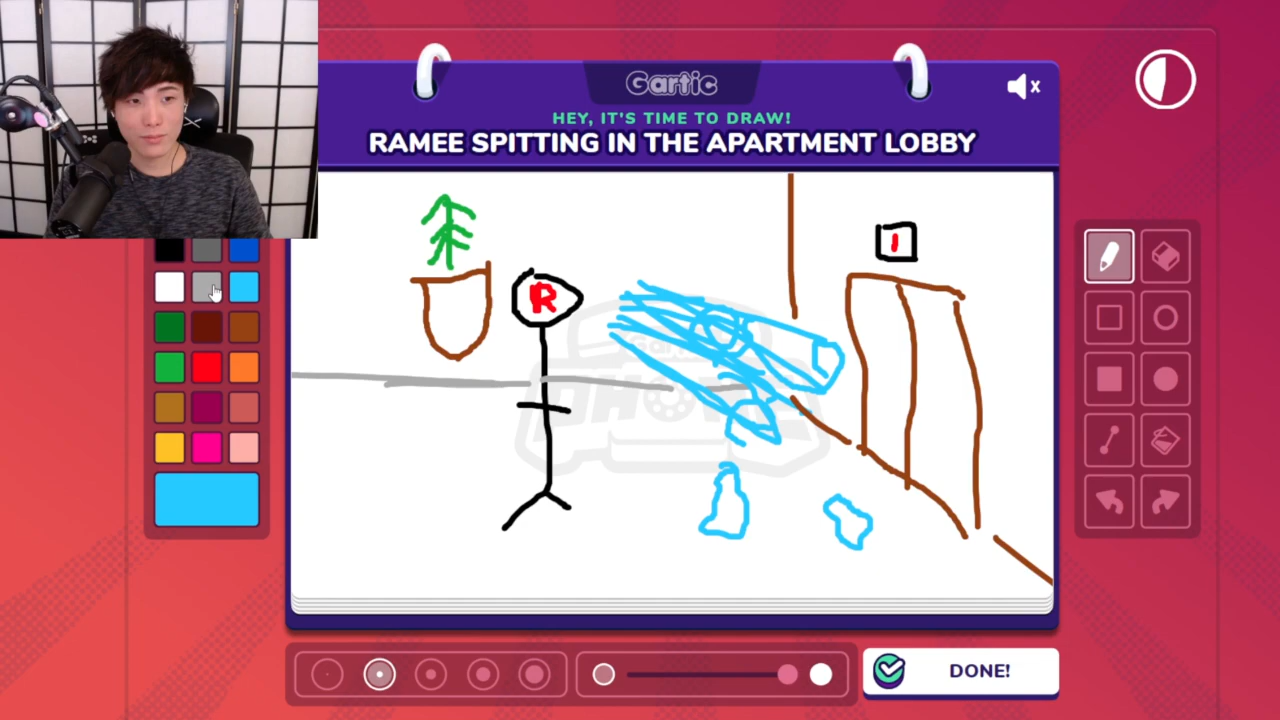 Gartic
HEY, IT'S TIME TO DRAW!
RAMEE SPITTING IN THE APARTMENT LOBBY
1
R
DONE!